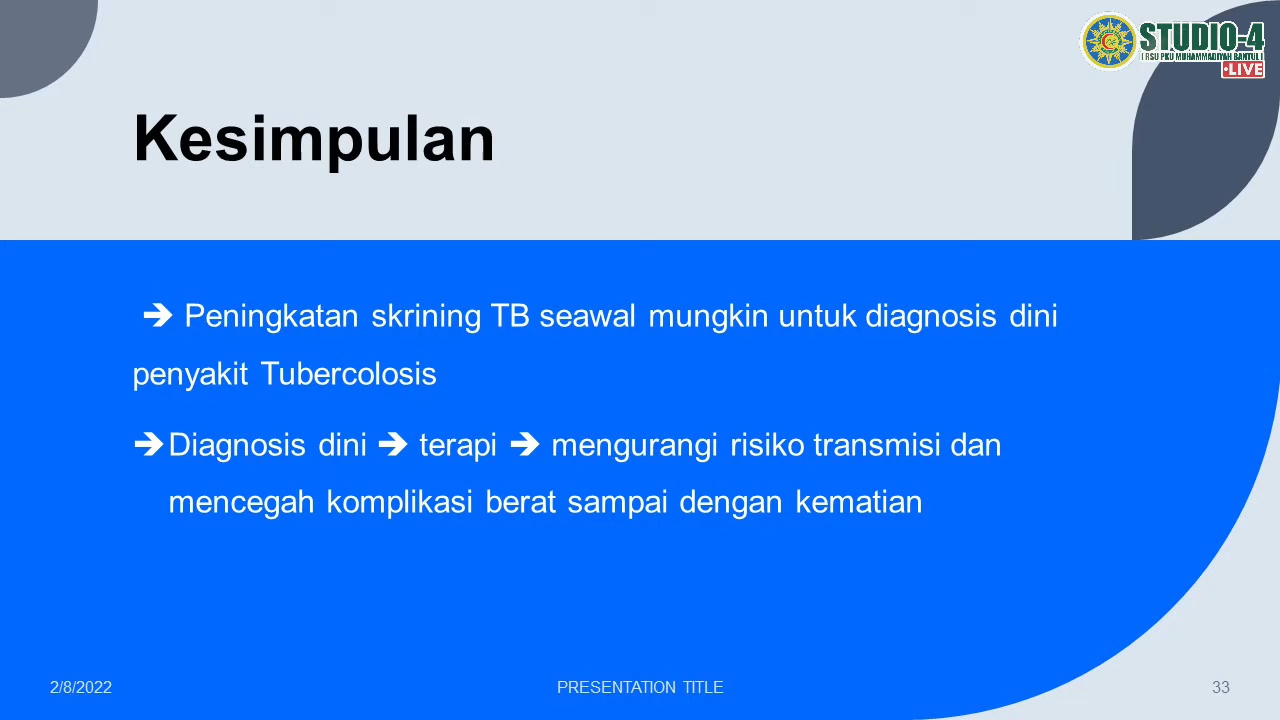 STUDIO-4
[ RSU PKU MUHAMMADIYAH BANTUL ]
•LIVE
Kesimpulan
➔ Peningkatan skrining TB seawal mungkin untuk diagnosis dini
penyakit Tubercolosis
➔Diagnosis dini ➔ terapi ➔ mengurangi risiko transmisi dan
mencegah komplikasi berat sampai dengan kematian
2/8/2022
PRESENTATION TITLE
33